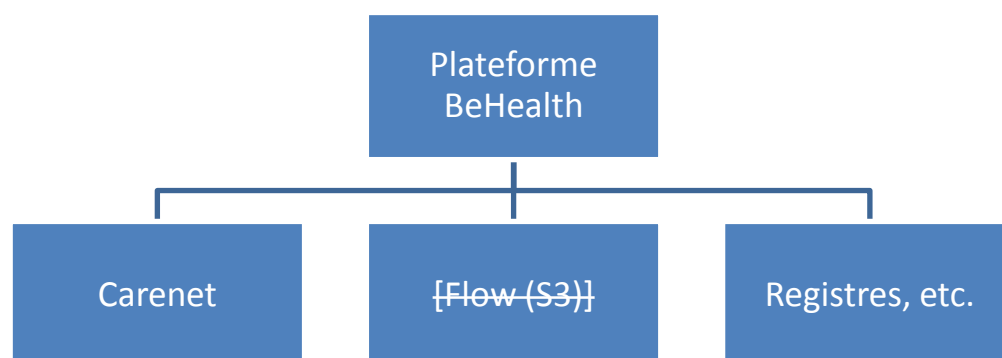 Plateforme
BeHealth
Carenet
[Flow (S3)]
Registres, etc.